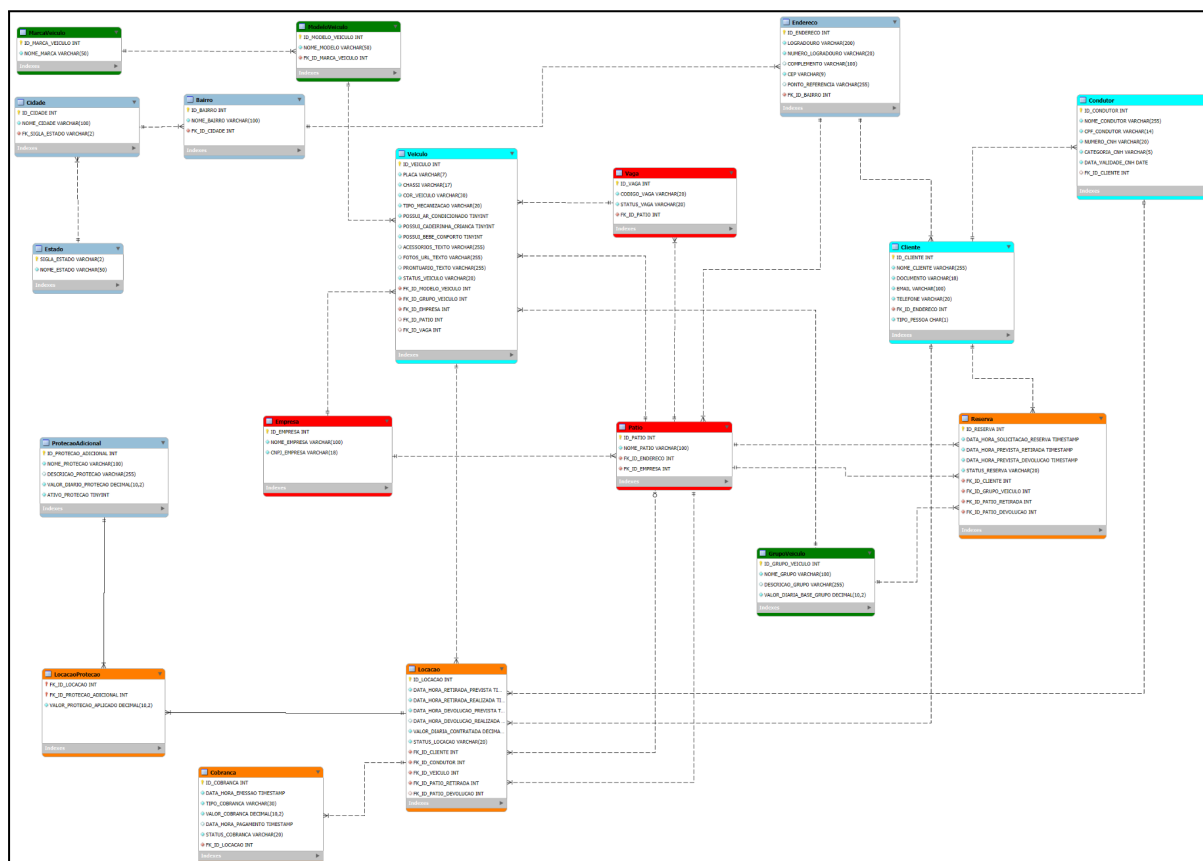 MarcaVeiculo
ID_MARCA_VEICULO INT
NOME_MARCA VARCHAR(50)
Indexes
ModeloVeiculo
ID_MODELO_VEICULO INT
NOME_MODELO VARCHAR(50)
FK_ID_MARCA_VEICULO INT
Indexes
Endereco
ID_ENDERECO INT
LOGRADOURO VARCHAR(200)
NUMERO_LOGRADOURO VARCHAR(20)
COMPLEMENTO VARCHAR(100)
CEP VARCHAR(9)
PONTO_REFERENCIA VARCHAR(255)
FK_ID_BAIRRO INT
Indexes
Cidade
ID_CIDADE INT
NOME_CIDADE VARCHAR(100)
FK_SIGLA_ESTADO VARCHAR(2)
Indexes
Bairro
ID_BAIRRO INT
NOME_BAIRRO VARCHAR(100)
FK_ID_CIDADE INT
Indexes
Condutor
ID_CONDUTOR INT
NOME_CONDUTOR VARCHAR(255)
CPF_CONDUTOR VARCHAR(14)
NUMERO_CNH VARCHAR(20)
CATEGORIA_CNH VARCHAR(5)
DATA_VALIDADE_CNH DATE
FK_ID_CLIENTE INT
Indexes
Veiculo
ID_VEICULO INT
PLACA VARCHAR(7)
CHASSI VARCHAR(17)
COR_VEICULO VARCHAR(30)
TIPO_MECANIZACAO VARCHAR(20)
POSSUI_AR_CONDICIONADO TINYINT
POSSUI_CADEIRINHA_CRIANCA TINYINT
POSSUI_BEBE_CONFORTO TINYINT
ACESSORIOS_TEXTO VARCHAR(255)
FOTOS_URL_TEXTO VARCHAR(255)
PRONTUARIO_TEXTO VARCHAR(255)
STATUS_VEICULO VARCHAR(20)
FK_ID_MODELO_VEICULO INT
FK_ID_GRUPO_VEICULO INT
FK_ID_EMPRESA INT
FK_ID_PATIO INT
FK_ID_VAGA INT
Indexes
Vaga
ID_VAGA INT
CODIGO_VAGA VARCHAR(20)
STATUS_VAGA VARCHAR(20)
FK_ID_PATIO INT
Indexes
Estado
SIGLA_ESTADO VARCHAR(2)
NOME_ESTADO VARCHAR(50)
Indexes
Cliente
ID_CLIENTE INT
NOME_CLIENTE VARCHAR(255)
DOCUMENTO VARCHAR(18)
EMAIL VARCHAR(100)
TELEFONE VARCHAR(20)
FK_ID_ENDERECO INT
TIPO_PESSOA CHAR(1)
Indexes
Empresa
ID_EMPRESA INT
NOME_EMPRESA VARCHAR(100)
CNPJ_EMPRESA VARCHAR(18)
Indexes
Patio
ID_PATIO INT
NOME_PATIO VARCHAR(100)
FK_ID_ENDERECO INT
FK_ID_EMPRESA INT
Indexes
Reserva
ID_RESERVA INT
DATA_HORA_SOLICITACAO_RESERVA TIMESTAMP
DATA_HORA_PREVISTA_RETIRADA TIMESTAMP
DATA_HORA_PREVISTA_DEVOLUCAO TIMESTAMP
STATUS_RESERVA VARCHAR(20)
FK_ID_CLIENTE INT
FK_ID_GRUPO_VEICULO INT
FK_ID_PATIO_RETIRADA INT
FK_ID_PATIO_DEVOLUCAO INT
Indexes
ProtecaoAdicional
ID_PROTECAO_ADICIONAL INT
NOME_PROTECAO VARCHAR(100)
DESCRICAO_PROTECAO VARCHAR(255)
VALOR_DIARIO_PROTECAO DECIMAL(10,2)
ATIVO_PROTECAO TINYINT
Indexes
GrupoVeiculo
ID_GRUPO_VEICULO INT
NOME_GRUPO VARCHAR(100)
DESCRICAO_GRUPO VARCHAR(255)
VALOR_DIARIA_BASE_GRUPO DECIMAL(10,2)
Indexes
LocacaoProtecao
FK_ID_LOCACAO INT
FK_ID_PROTECAO_ADICIONAL INT
VALOR_PROTECAO_APLICADO DECIMAL(10,2)
Indexes
Locacao
ID_LOCACAO INT
DATA_HORA_RETIRADA_PREVISTA TI...
DATA_HORA_RETIRADA_REALIZADA TI...
DATA_HORA_DEVOLUCAO_PREVISTA T...
DATA_HORA_DEVOLUCAO_REALIZADA ...
VALOR_DIARIA_CONTRATADA DECIMA...
STATUS_LOCACAO VARCHAR(20)
FK_ID_CLIENTE INT
FK_ID_CONDUTOR INT
FK_ID_VEICULO INT
FK_ID_PATIO_RETIRADA INT
FK_ID_PATIO_DEVOLUCAO INT
Indexes
Cobranca
ID_COBRANCA INT
DATA_HORA_EMISSAO TIMESTAMP
TIPO_COBRANCA VARCHAR(30)
VALOR_COBRANCA DECIMAL(10,2)
DATA_HORA_PAGAMENTO TIMESTAMP
STATUS_COBRANCA VARCHAR(20)
FK_ID_LOCACAO INT
Indexes